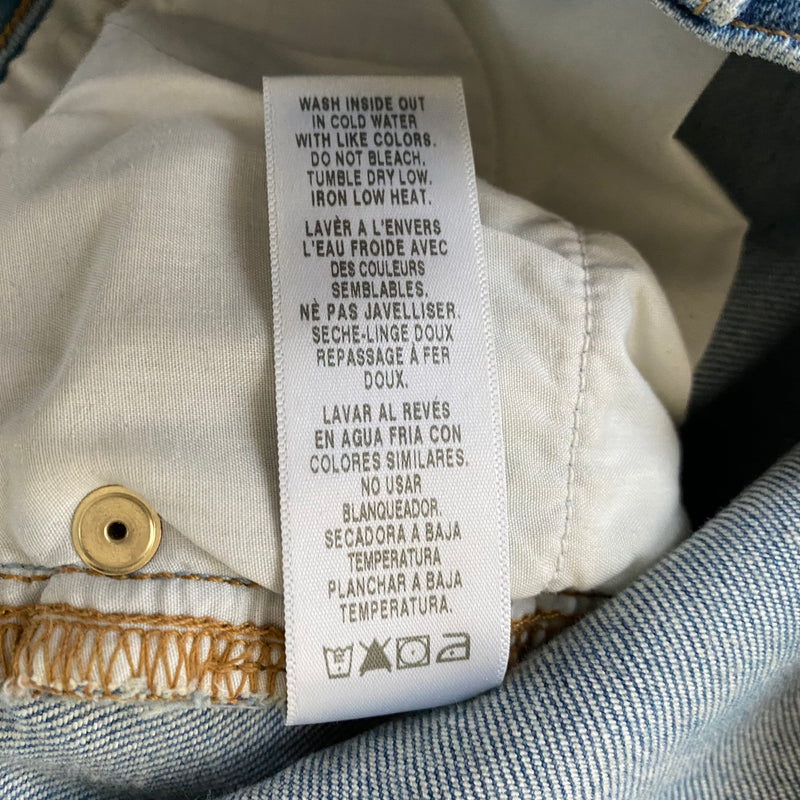 WASH INSIDE OUT
IN COLD WATER
WITH LIKE COLORS.
DO NOT BLEACH.
TUMBLE DRY LOW.
IRON LOW HEAT.
LAVÈR A L'ENVERS
L'EAU FROIDE AVEC
DES COULEURS
SEMBLABLES.
NÈ PAS JAVELLISER.
SECHE-LINGE DOUX
REPASSAGE À FER
DOUX.
LAVAR AL REVÉS
EN AGUA FRIA CON
COLORES SIMILARES.
NO USAR
BLANQUEADOR.
SECADORA A BAJA
TEMPERATURA
PLANCHAR A BAJA
TEMPERATURA.